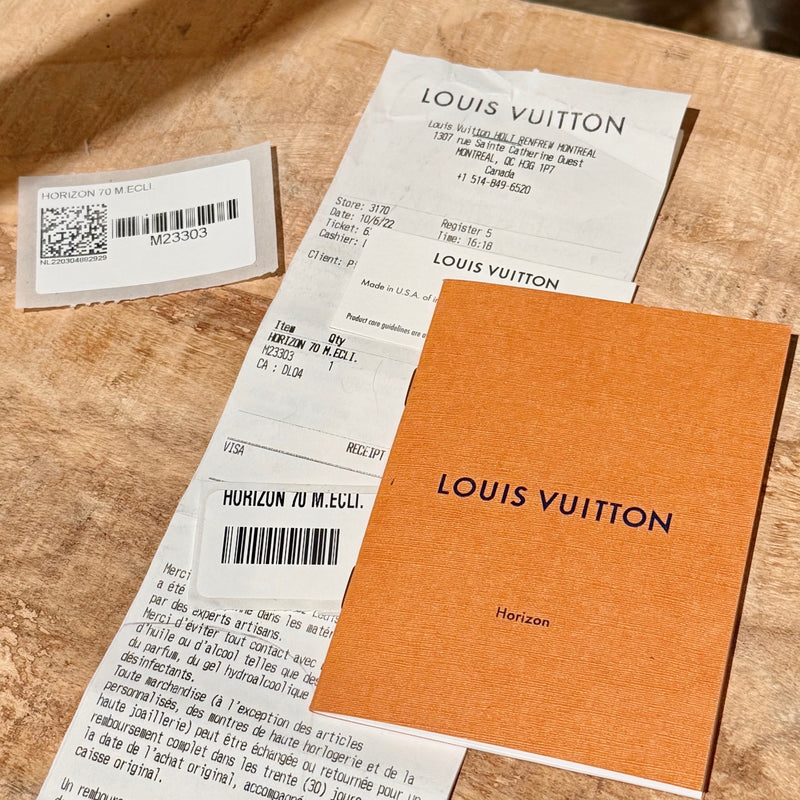 HORIZON 70 M.ECLI.
M23303
NL220304882929
LOUIS VUITTON
Louis Vuitton HOLT RENFREW MONTREAL
1307 rue Sainte Catherine Ouest
MONTREAL, QC H3G 1P7
Canada
+1 514-849-6520
Store: 3170 Register 5
Date: 10/6/22 Time: 16:18
Ticket: 6
Cashier:
Client: P
LOUIS VUITTON
Made in U.S.A. of
Product care guidelines are
Item Qty
HORIZON 70 M.ECLI.
M23303 1
CA : DL04
VISA RECEIPT
HORIZON 70 M.ECLI.
LOUIS VUITTON
Horizon
Merci
a été dans les
par des experts artisans.
Merci d'éviter tout contact avec
d'huile ou d'alcool telles que
du parfum, du gel hydroalcoolique
désinfectants.
Toute marchandise (à l'exception des articles
personnalisés, des montres de haute horlogerie et de la
haute joaillerie) peut être échangée ou retournée pour un
remboursement complet dans les trente (30) jours
la date de l'achat original,
caisse original.
Un